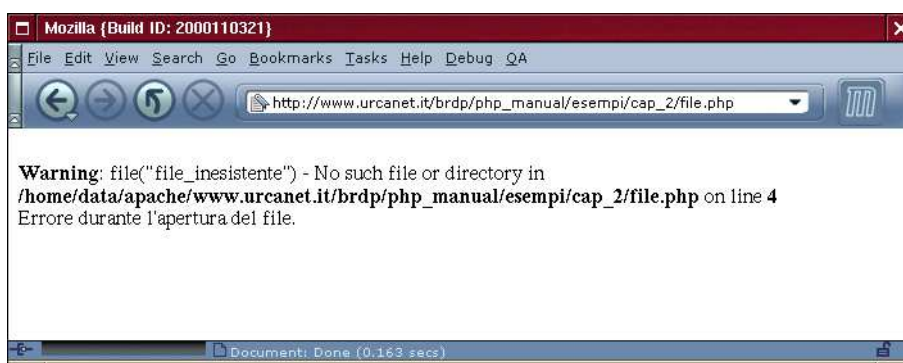 Mozilla {Build ID: 2000110321}
File Edit View Search Go Bookmarks Tasks Help Debug QA
http://www.urcanet.it/brdp/php_manual/esempi/cap_2/file.php
Warning: file("file_inesistente") - No such file or directory in
/home/data/apache/www.urcanet.it/brdp/php_manual/esempi/cap_2/file.php on line 4
Errore durante l'apertura del file.
Document: Done (0.163 secs)